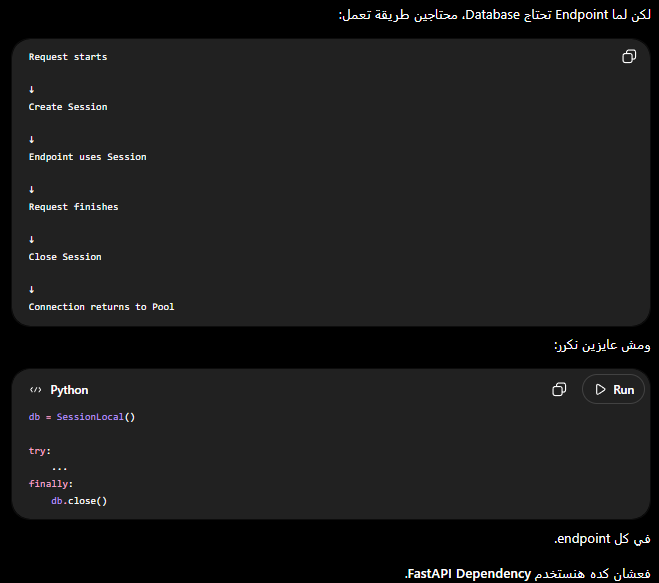 لكن لما Endpoint تحتاج Database، محتاجين طريقة تعمل:
Request starts
↓
Create Session
↓
Endpoint uses Session
↓
Request finishes
↓
Close Session
↓
Connection returns to Pool
ومش عايزين نكرر:
Python
Run
db = SessionLocal()
try:
    ...
finally:
    db.close()
في كل endpoint.
فعشان كده هنستخدم FastAPI Dependency.